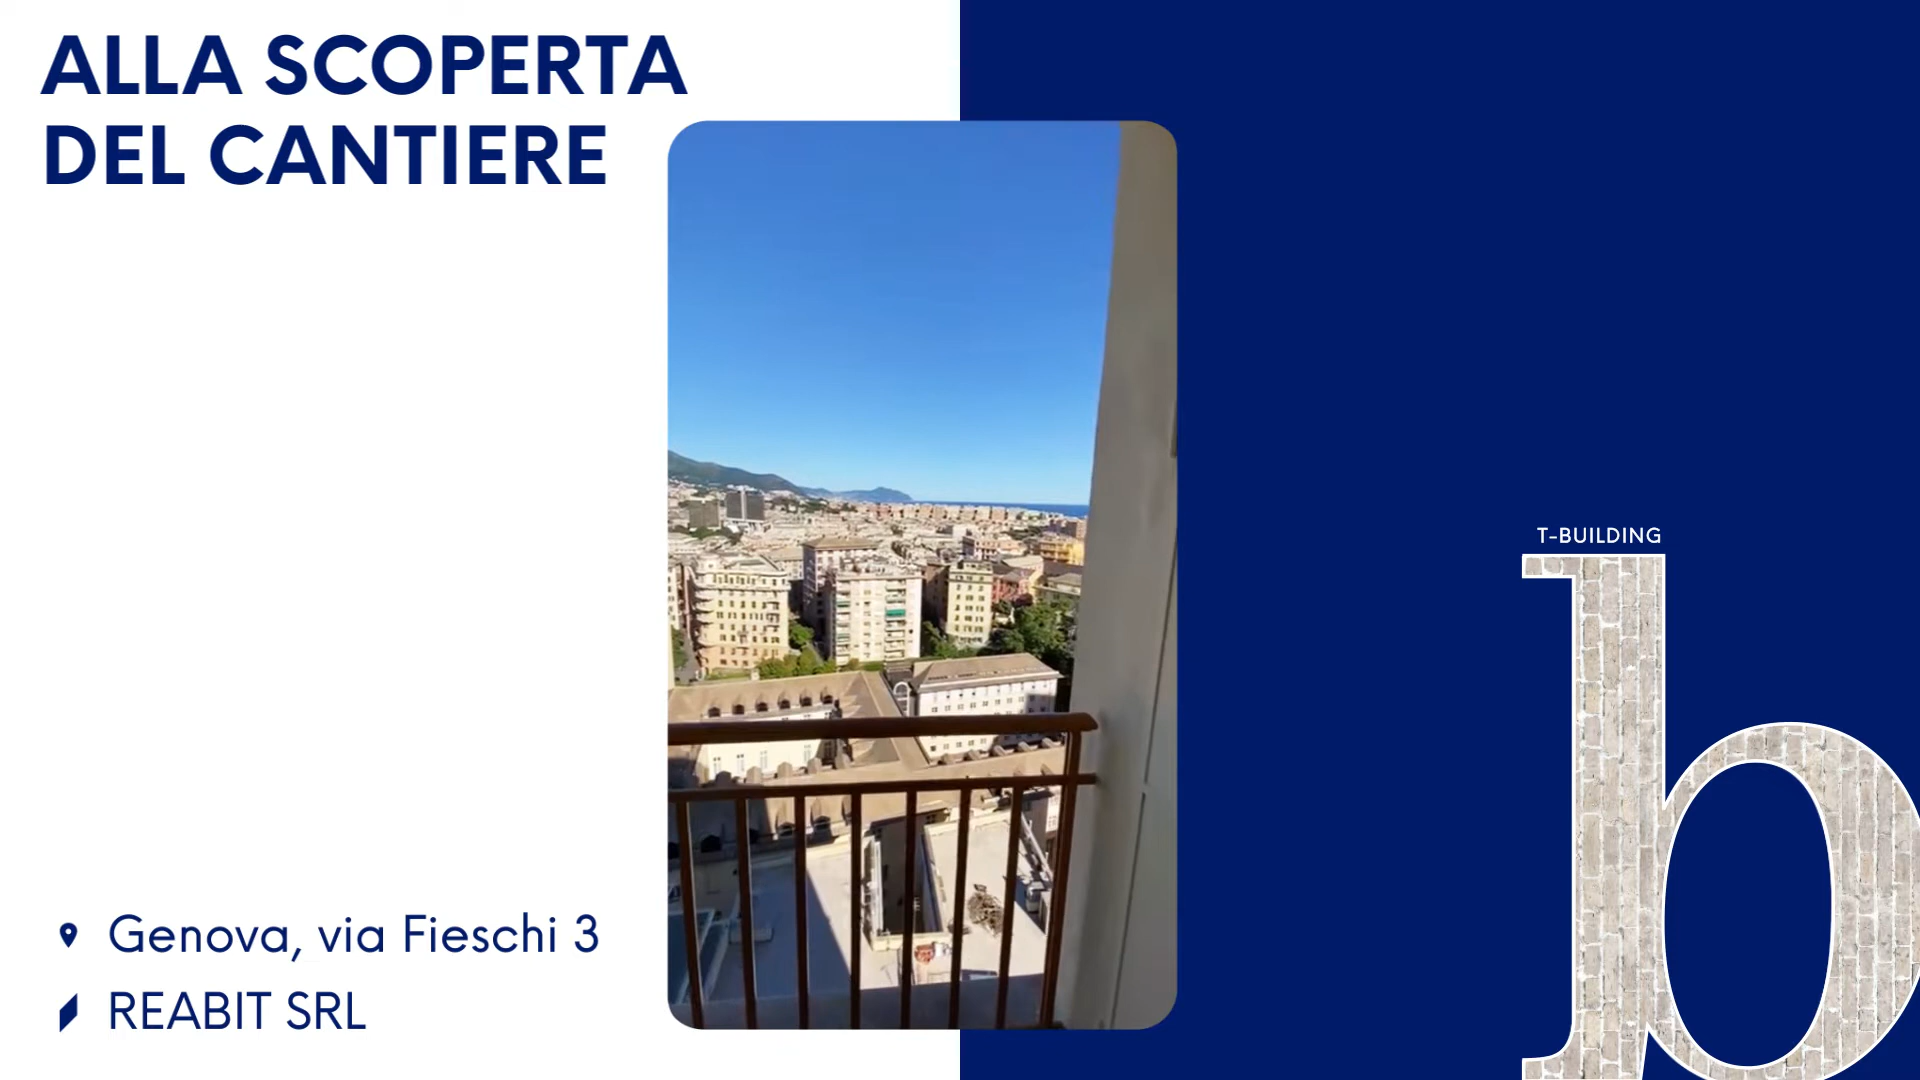 ALLA SCOPERTA
DEL CANTIERE
Genova, via Fieschi 3
REABIT SRL
T-BUILDING
b